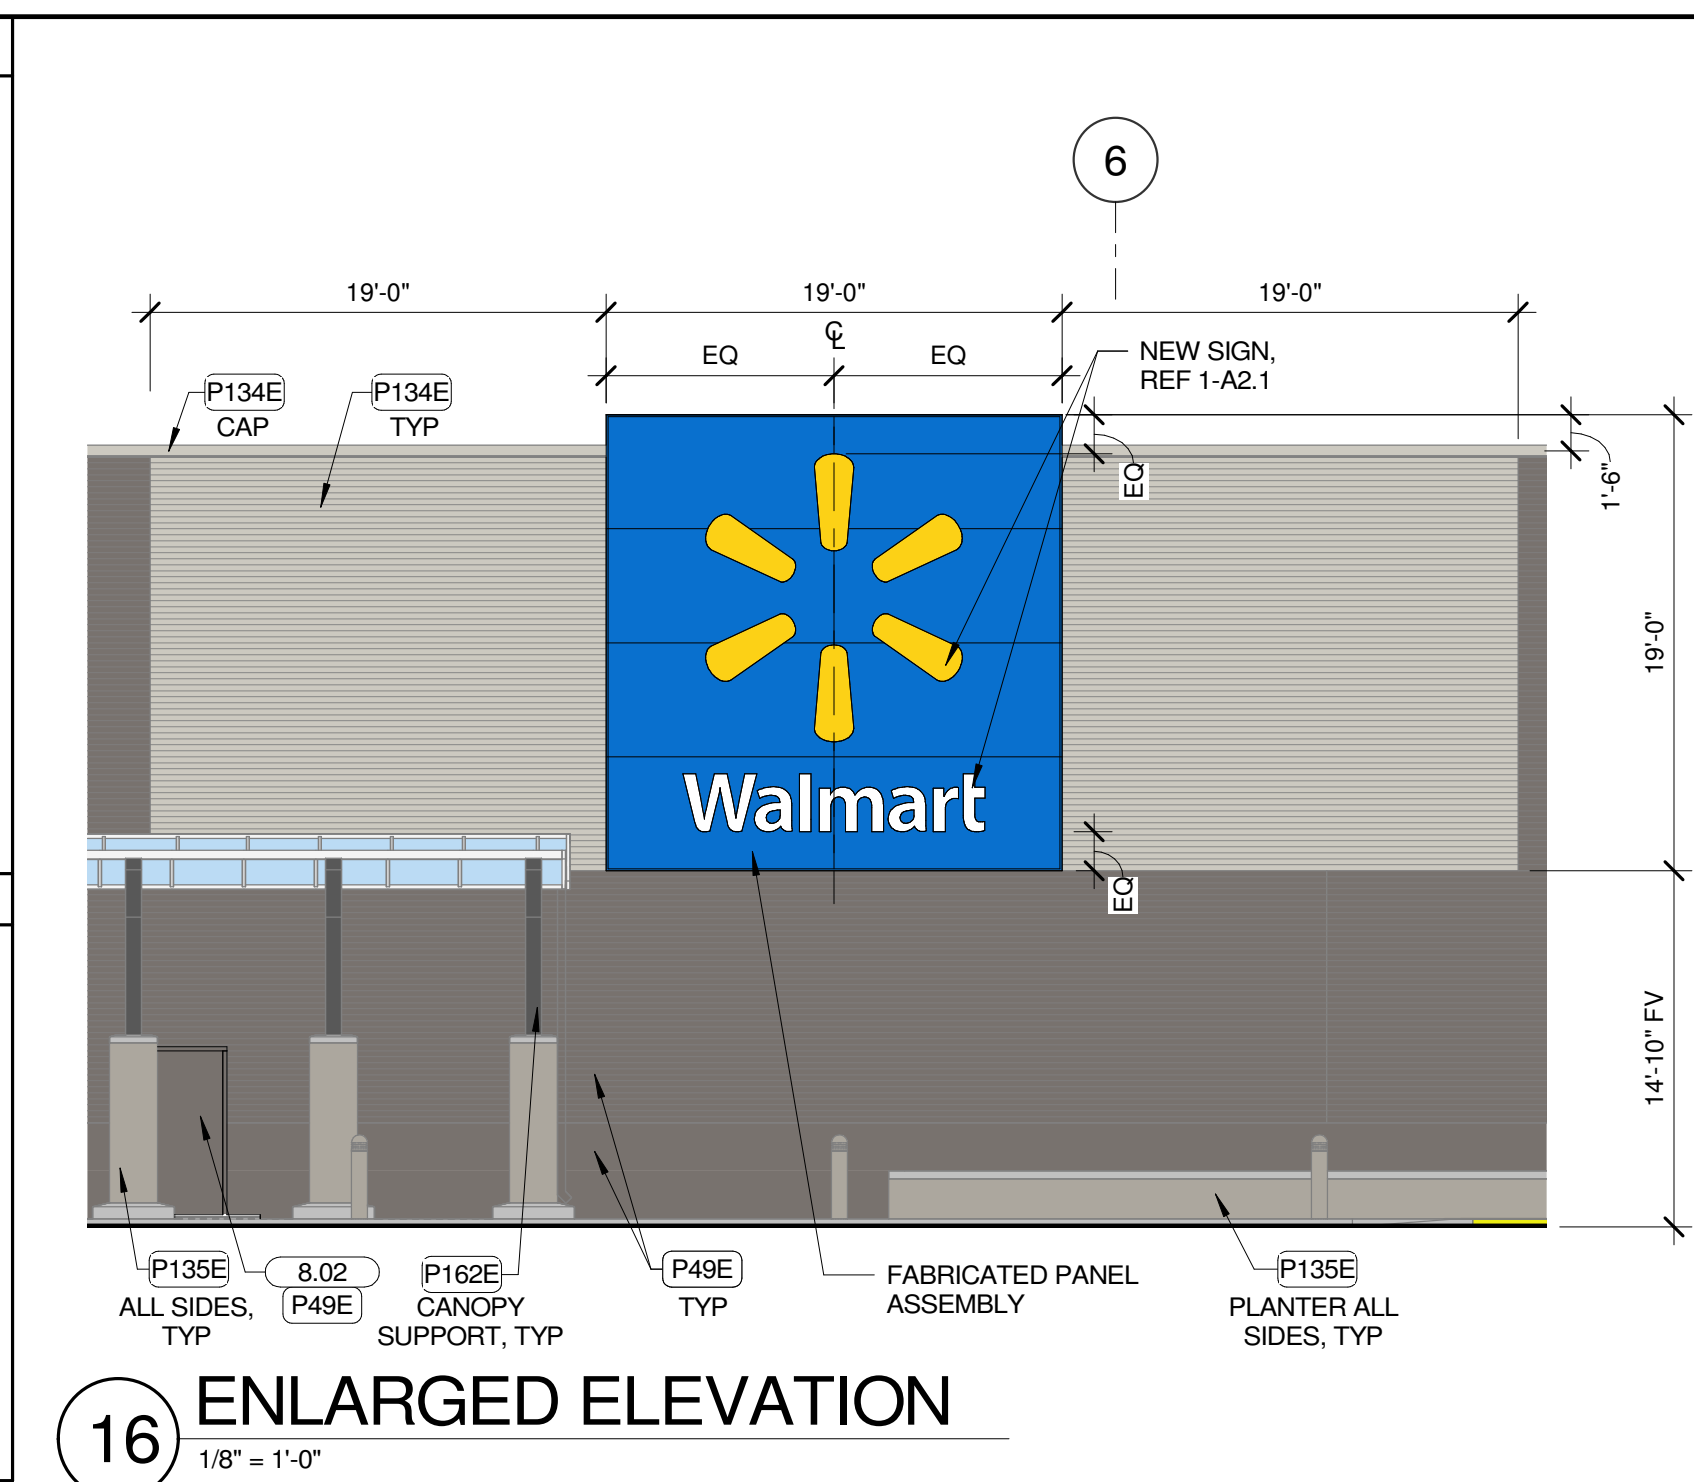 6
19'-0"
19'-0"
19'-0"
℄
EQ
EQ
NEW SIGN,
REF 1-A2.1
P134E
CAP
P134E
TYP
EQ
1'-6"
19'-0"
Walmart
EQ
14'-10" FV
P135E
ALL SIDES,
TYP
8.02
P49E
P162E
CANOPY
SUPPORT, TYP
P49E
TYP
FABRICATED PANEL
ASSEMBLY
P135E
PLANTER ALL
SIDES, TYP
16
ENLARGED ELEVATION
1/8" = 1'-0"